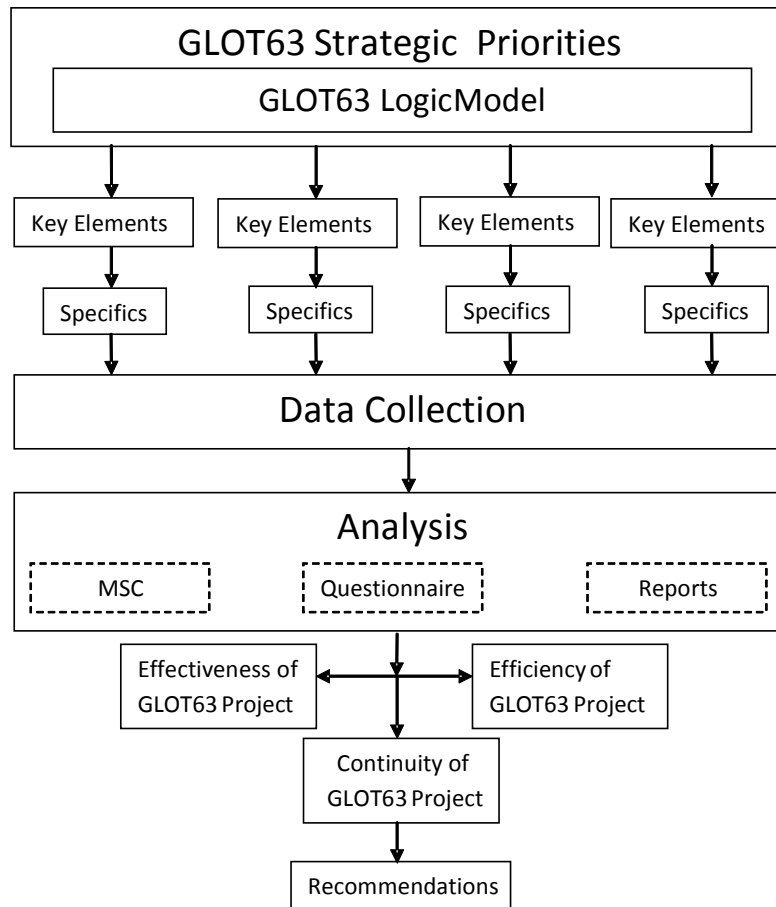 GLOT63 Strategic Priorities
GLOT63 LogicModel
Key Elements
Key Elements
Key Elements
Key Elements
Specifics
Specifics
Specifics
Specifics
Data Collection
Analysis
MSC
Questionnaire
Reports
Effectiveness of
GLOT63 Project
Efficiency of
GLOT63 Project
Continuity of
GLOT63 Project
Recommendations